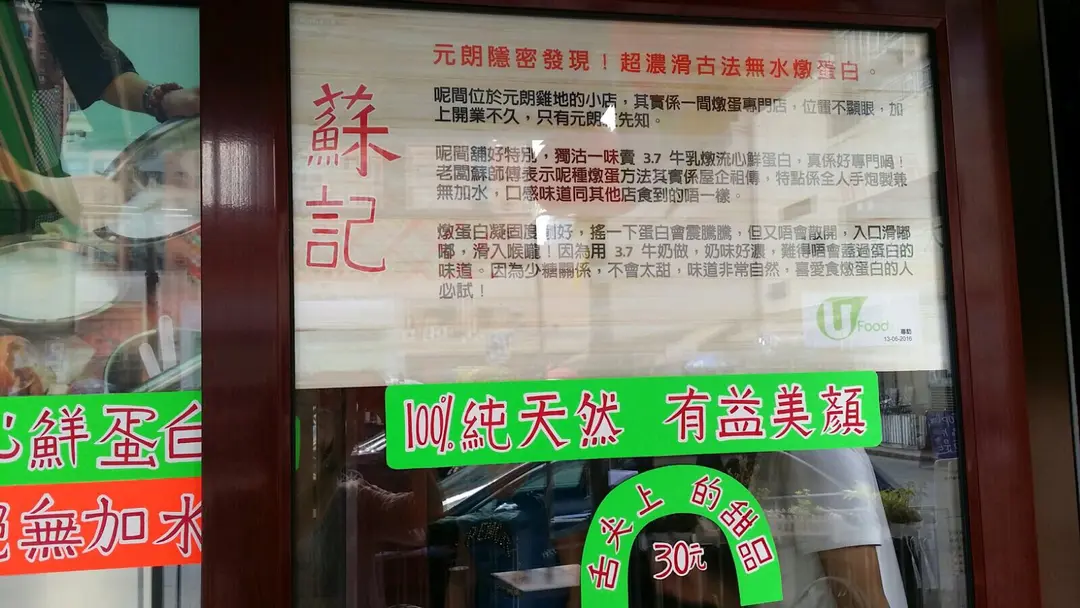 元朗隱密發現！超濃滑古法無水燉蛋白。
蘇記
呢間位於元朗雞地的小店，其實係一間燉蛋專門店，位置不顯眼，加
上開業不久，只有元朗 先知。
呢間舖好特別，獨沽一味賣 3.7 牛乳燉流心鮮蛋白，真係好專門喎！
老闆蘇師傅表示呢種燉蛋方法其實係屋企祖傳，特點係全人手炮製兼
無加水，口感味道同其他店食到的唔一樣。
燉蛋白凝固度剛好，搖一下蛋白會震騰騰，但又唔會散開，入口滑嘟
嘟，滑入喉嚨！因為用 3.7 牛奶做，奶味好濃，難得唔會蓋過蛋白的
味道。因為少糖關係，不會太甜，味道非常自然，喜愛食燉蛋白的人
必試！
U Food
13-06-2016
100%純天然 有益美顏
心鮮蛋白
絕無加水
舌尖上的甜品
30元